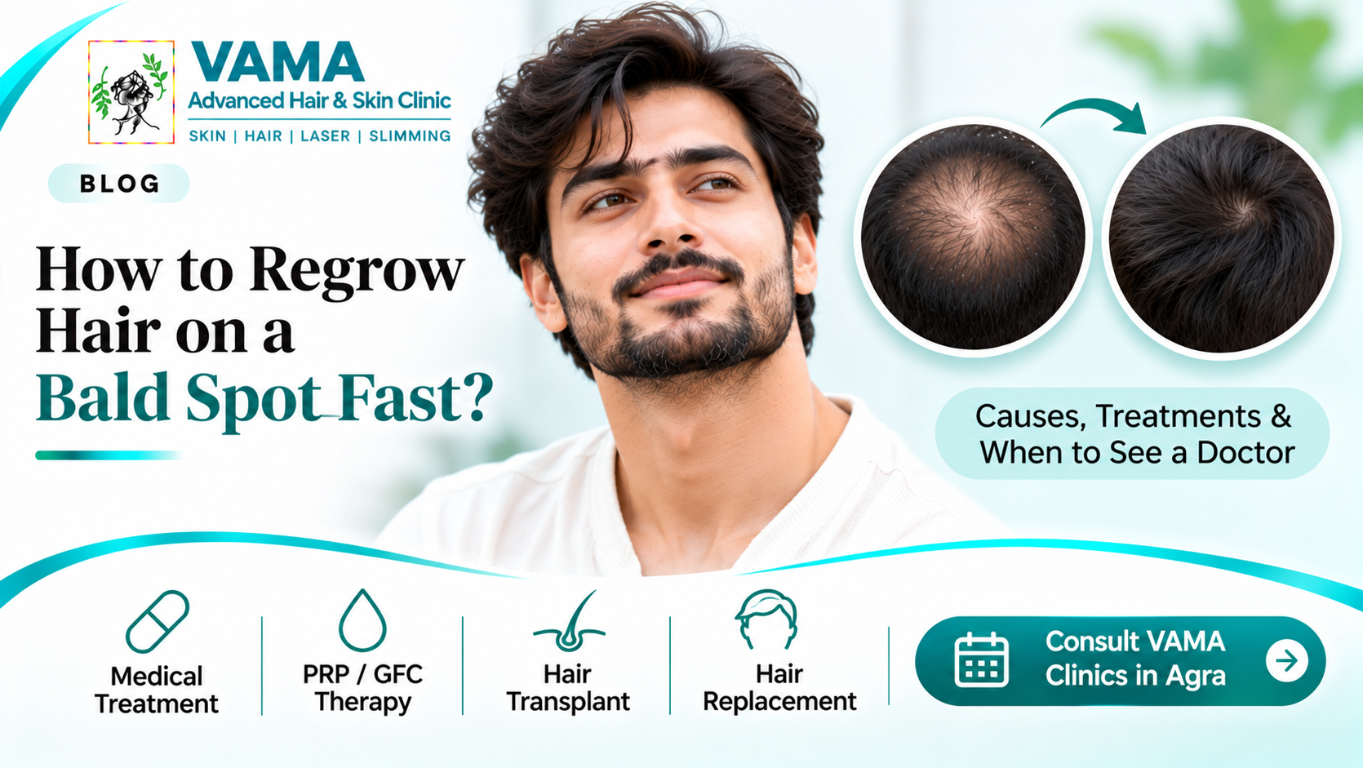 VAMA
Advanced Hair & Skin Clinic
SKIN | HAIR | LASER | SLIMMING
BLOG
How to Regrow
Hair on a
Bald Spot Fast?
Causes, Treatments &
When to See a Doctor
Medical
Treatment
PRP / GFC
Therapy
Hair
Transplant
Hair
Replacement
Consult VAMA
Clinics in Agra